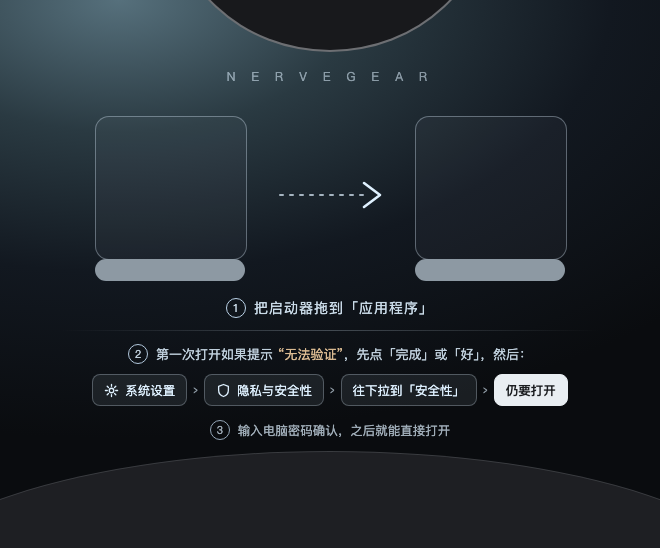 NERVEGEAR
① 把启动器拖到「应用程序」
② 第一次打开如果提示 “无法验证”，先点「完成」或「好」，然后：
系统设置 › 隐私与安全性 › 往下拉到「安全性」 › 仍要打开
③ 输入电脑密码确认，之后就能直接打开